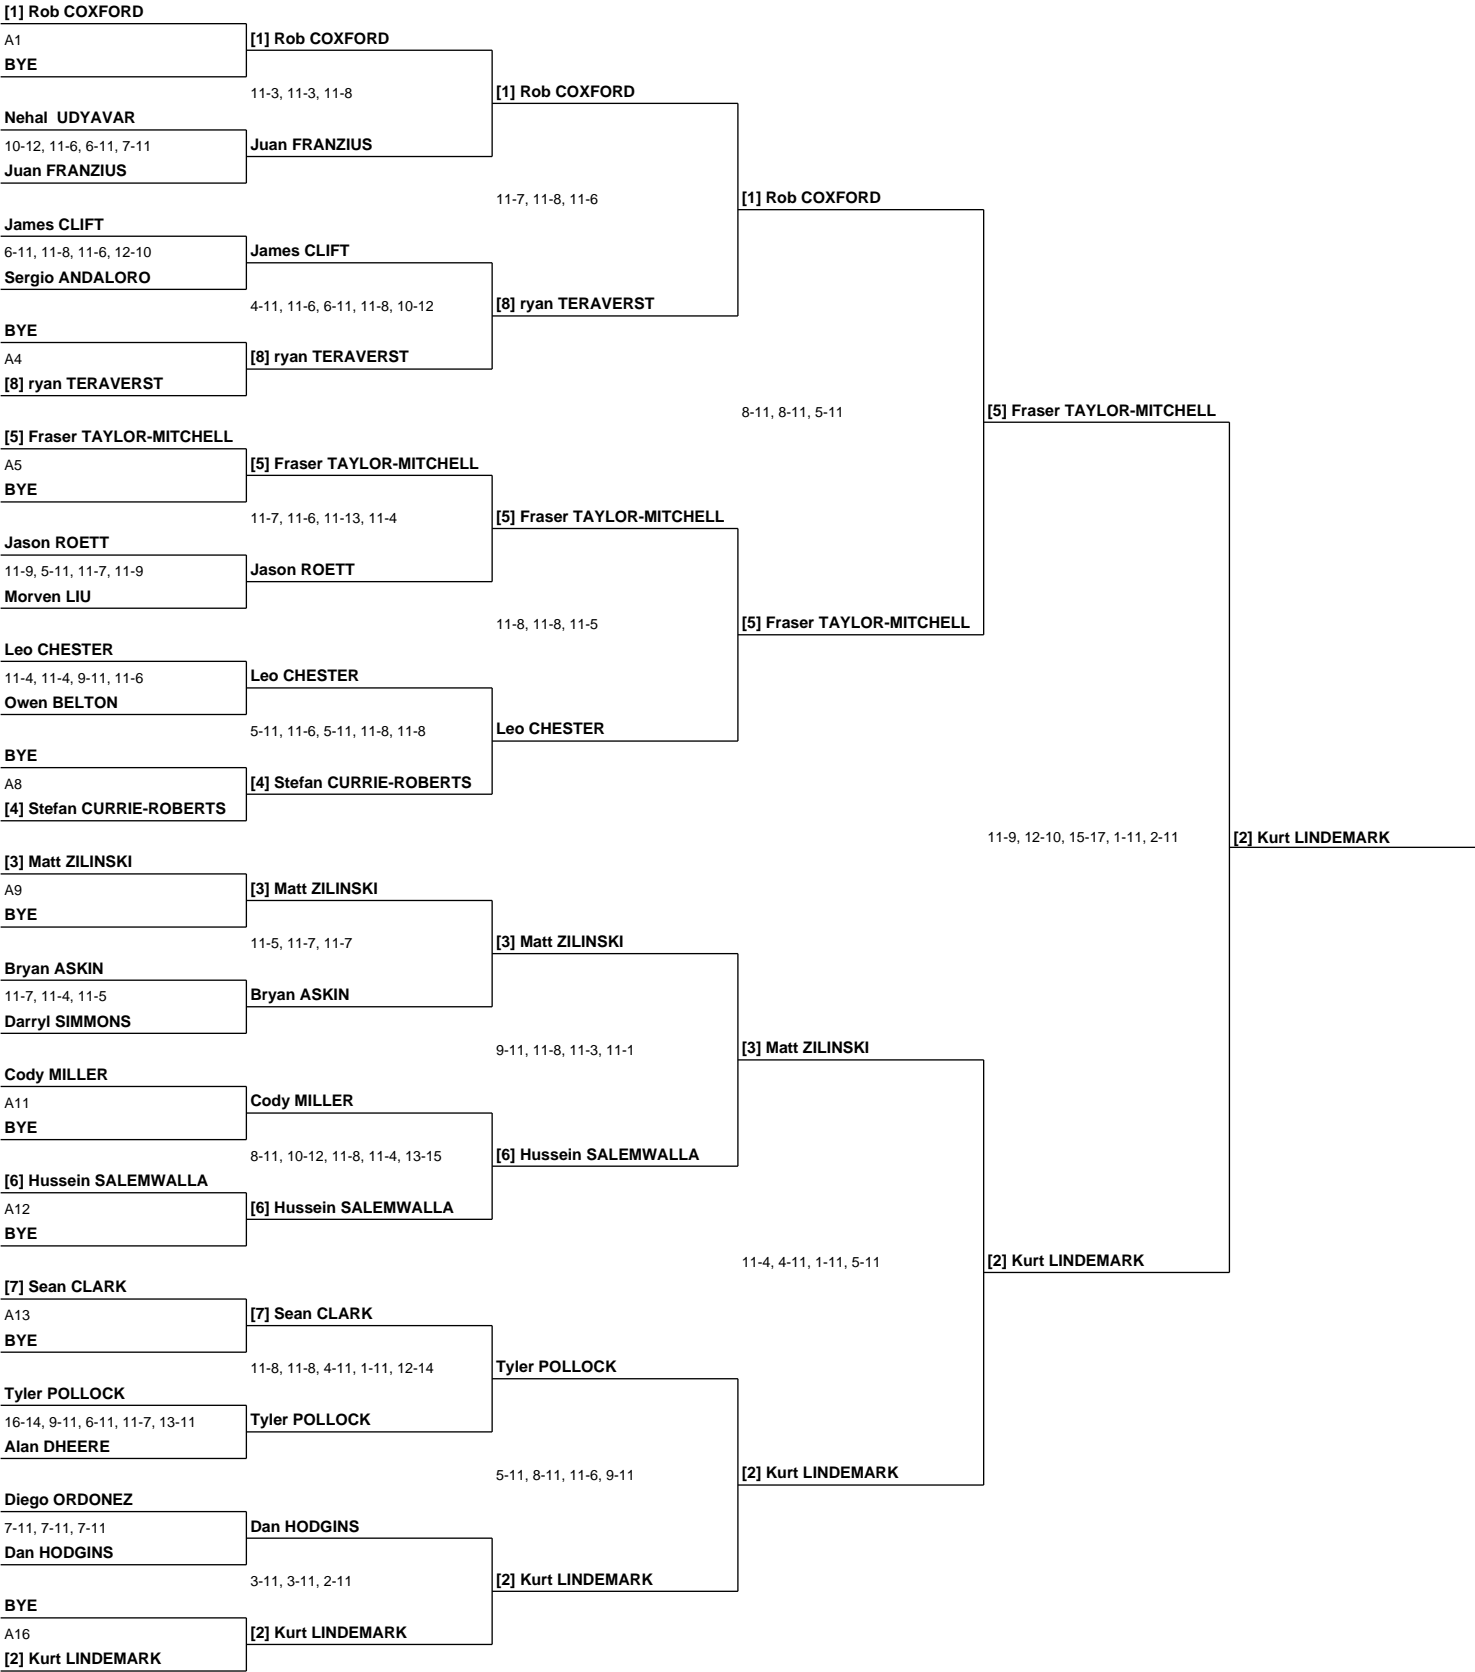 [1] Rob COXFORD
A1
BYE
Nehal  UDYAVAR
10-12, 11-6, 6-11, 7-11
Juan FRANZIUS
James CLIFT
6-11, 11-8, 11-6, 12-10
Sergio ANDALORO
BYE
A4
[8] ryan TERAVERST
[5] Fraser TAYLOR-MITCHELL
A5
BYE
Jason ROETT
11-9, 5-11, 11-7, 11-9
Morven LIU
Leo CHESTER
11-4, 11-4, 9-11, 11-6
Owen BELTON
BYE
A8
[4] Stefan CURRIE-ROBERTS
[3] Matt ZILINSKI
A9
BYE
Bryan ASKIN
11-7, 11-4, 11-5
Darryl SIMMONS
Cody MILLER
A11
BYE
[6] Hussein SALEMWALLA
A12
BYE
[7] Sean CLARK
A13
BYE
Tyler POLLOCK
16-14, 9-11, 6-11, 11-7, 13-11
Alan DHEERE
Diego ORDONEZ
7-11, 7-11, 7-11
Dan HODGINS
BYE
A16
[2] Kurt LINDEMARK
[1] Rob COXFORD
11-3, 11-3, 11-8
Juan FRANZIUS
James CLIFT
4-11, 11-6, 6-11, 11-8, 10-12
[8] ryan TERAVERST
[5] Fraser TAYLOR-MITCHELL
11-7, 11-6, 11-13, 11-4
Jason ROETT
Leo CHESTER
5-11, 11-6, 5-11, 11-8, 11-8
[4] Stefan CURRIE-ROBERTS
[3] Matt ZILINSKI
11-5, 11-7, 11-7
Bryan ASKIN
Cody MILLER
8-11, 10-12, 11-8, 11-4, 13-15
[6] Hussein SALEMWALLA
[7] Sean CLARK
11-8, 11-8, 4-11, 1-11, 12-14
Tyler POLLOCK
Dan HODGINS
3-11, 3-11, 2-11
[2] Kurt LINDEMARK
[1] Rob COXFORD
11-7, 11-8, 11-6
[8] ryan TERAVERST
[5] Fraser TAYLOR-MITCHELL
11-8, 11-8, 11-5
Leo CHESTER
[3] Matt ZILINSKI
9-11, 11-8, 11-3, 11-1
[6] Hussein SALEMWALLA
Tyler POLLOCK
5-11, 8-11, 11-6, 9-11
[2] Kurt LINDEMARK
[1] Rob COXFORD
8-11, 8-11, 5-11
[5] Fraser TAYLOR-MITCHELL
[3] Matt ZILINSKI
11-4, 4-11, 1-11, 5-11
[2] Kurt LINDEMARK
[5] Fraser TAYLOR-MITCHELL
11-9, 12-10, 15-17, 1-11, 2-11
[2] Kurt LINDEMARK
[2] Kurt LINDEMARK